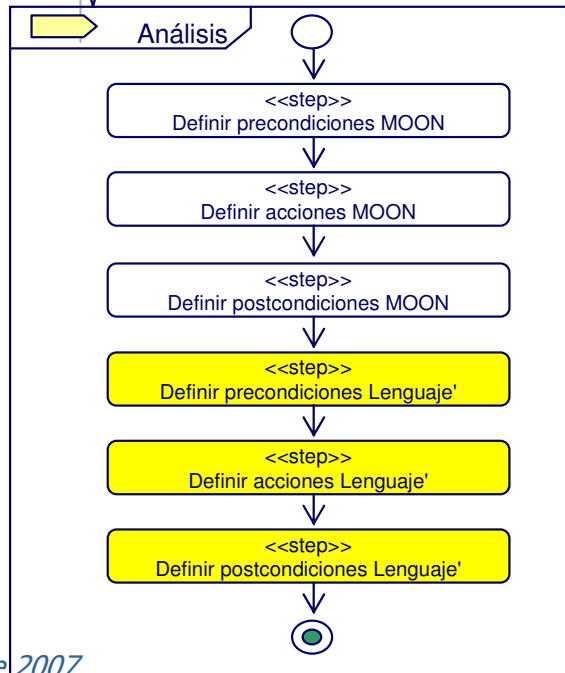 Análisis
<<step>>
Definir precondiciones MOON
<<step>>
Definir acciones MOON
<<step>>
Definir postcondiciones MOON
<<step>>
Definir precondiciones Lenguaje'
<<step>>
Definir acciones Lenguaje'
<<step>>
Definir postcondiciones Lenguaje'
e 2007